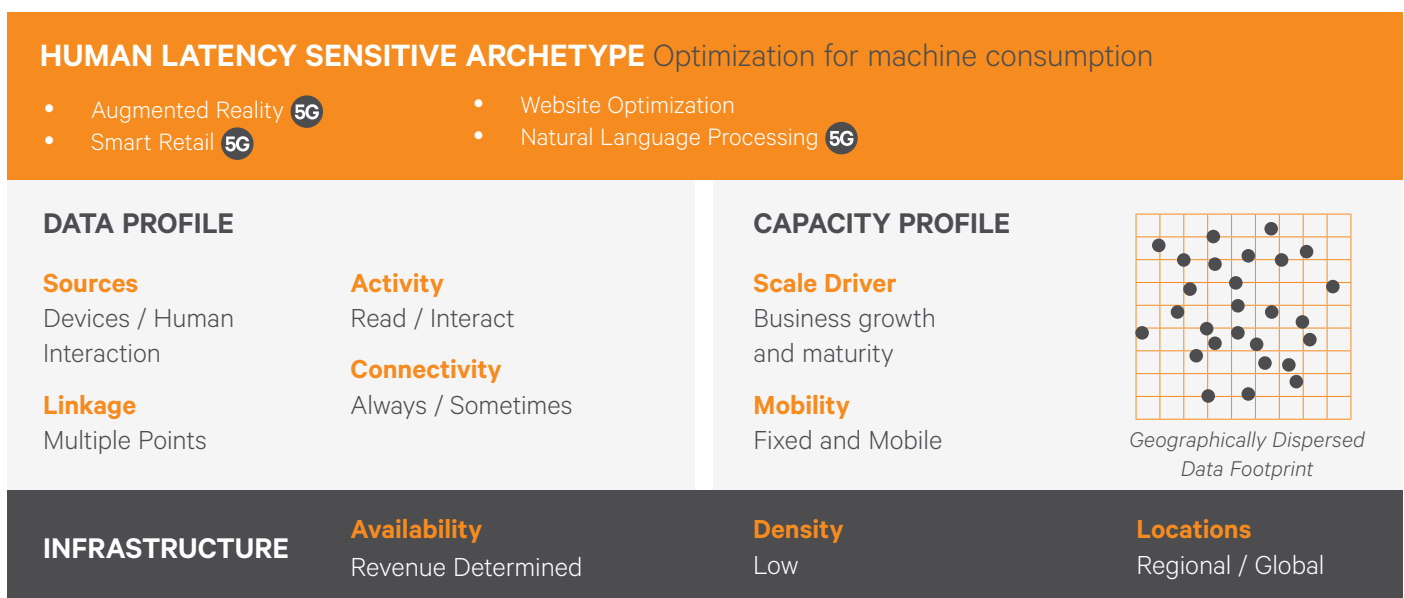 HUMAN LATENCY SENSITIVE ARCHETYPE Optimization for machine consumption
• Augmented Reality 5G
• Smart Retail 5G
• Website Optimization
• Natural Language Processing 5G
DATA PROFILE
Sources
Devices / Human
Interaction
Linkage
Multiple Points
Activity
Read / Interact
Connectivity
Always / Sometimes
CAPACITY PROFILE
Scale Driver
Business growth
and maturity
Mobility
Fixed and Mobile
Geographically Dispersed
Data Footprint
INFRASTRUCTURE
Availability
Revenue Determined
Density
Low
Locations
Regional / Global